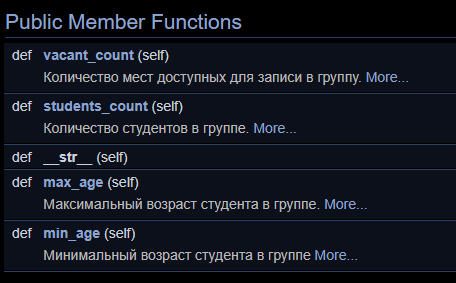 Public Member Functions
def vacant_count (self)
Количество мест доступных для записи в группу. More...
def students_count (self)
Количество студентов в группе. More...
def __str__ (self)
def max_age (self)
Максимальный возраст студента в группе. More...
def min_age (self)
Минимальный возраст студента в группе More...